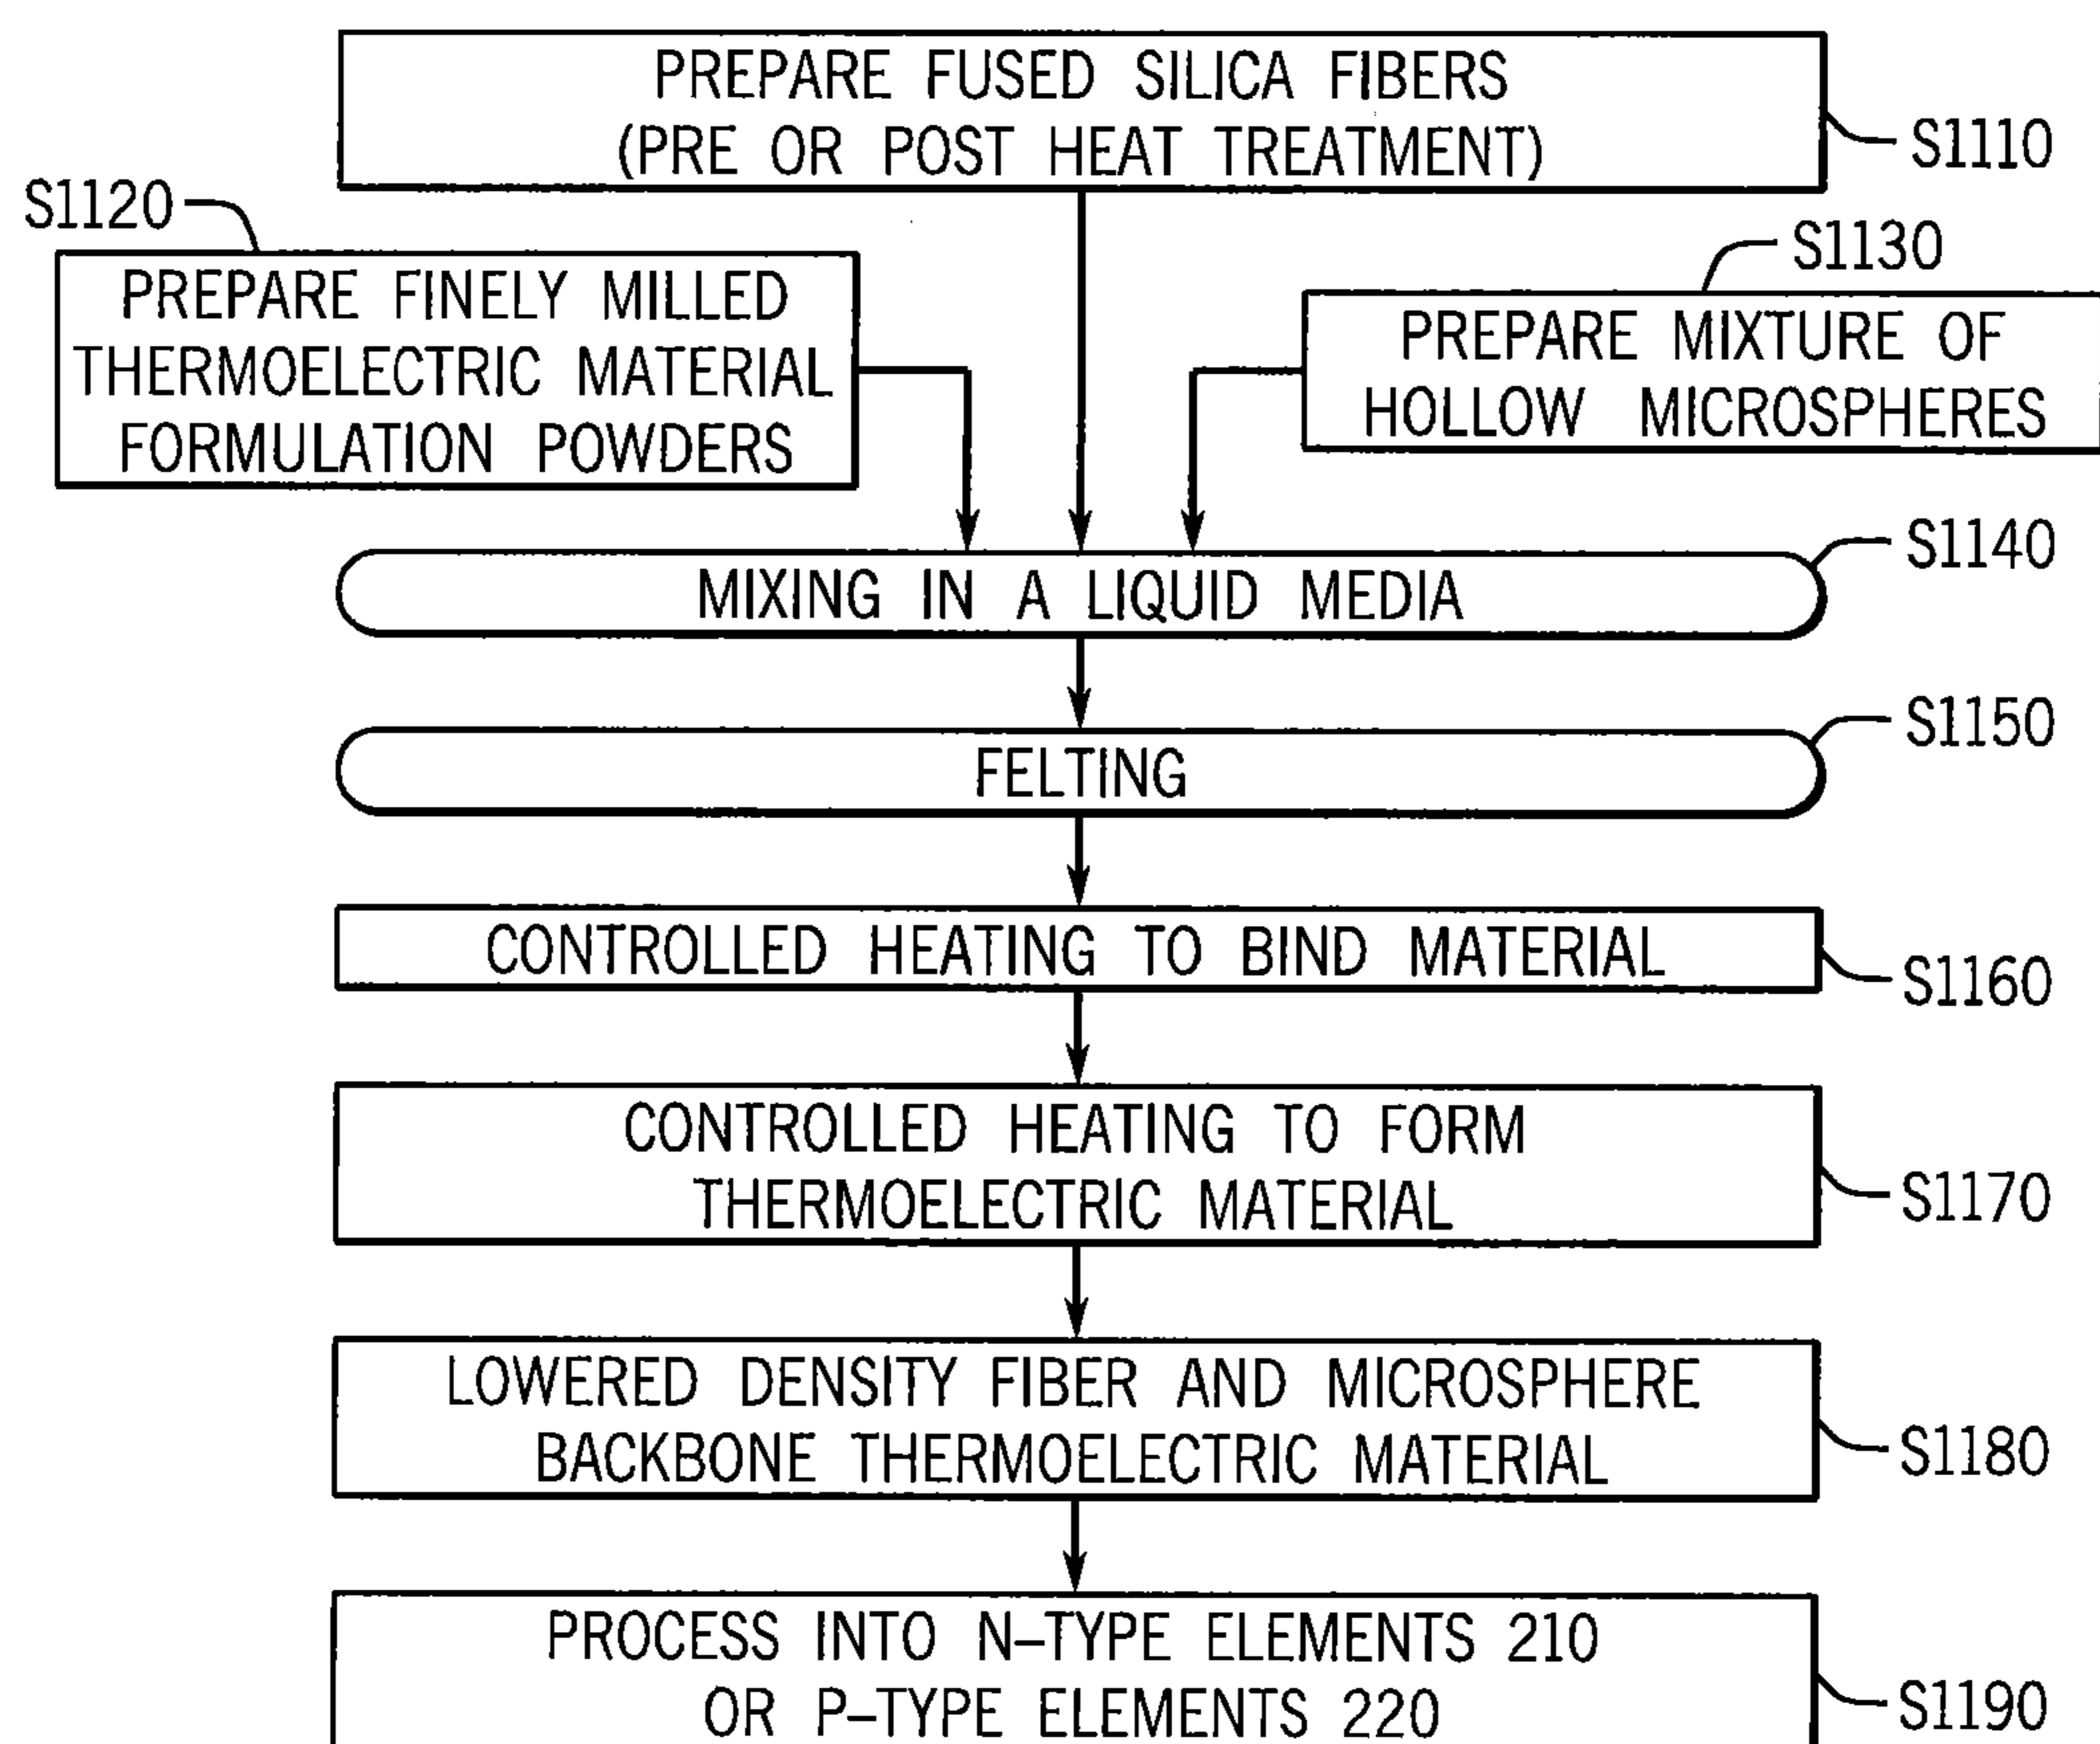 PREPARE FUSED SILICA FIBERS
(PRE OR POST HEAT TREATMENT)
S1110
S1120
PREPARE FINELY MILLED
THERMOELECTRIC MATERIAL
FORMULATION POWDERS
S1130
PREPARE MIXTURE OF
HOLLOW MICROSPHERES
S1140
MIXING IN A LIQUID MEDIA
S1150
FELTING
CONTROLLED HEATING TO BIND MATERIAL
S1160
CONTROLLED HEATING TO FORM
THERMOELECTRIC MATERIAL
S1170
LOWERED DENSITY FIBER AND MICROSPHERE
BACKBONE THERMOELECTRIC MATERIAL
S1180
PROCESS INTO N-TYPE ELEMENTS 210
OR P-TYPE ELEMENTS 220
S1190